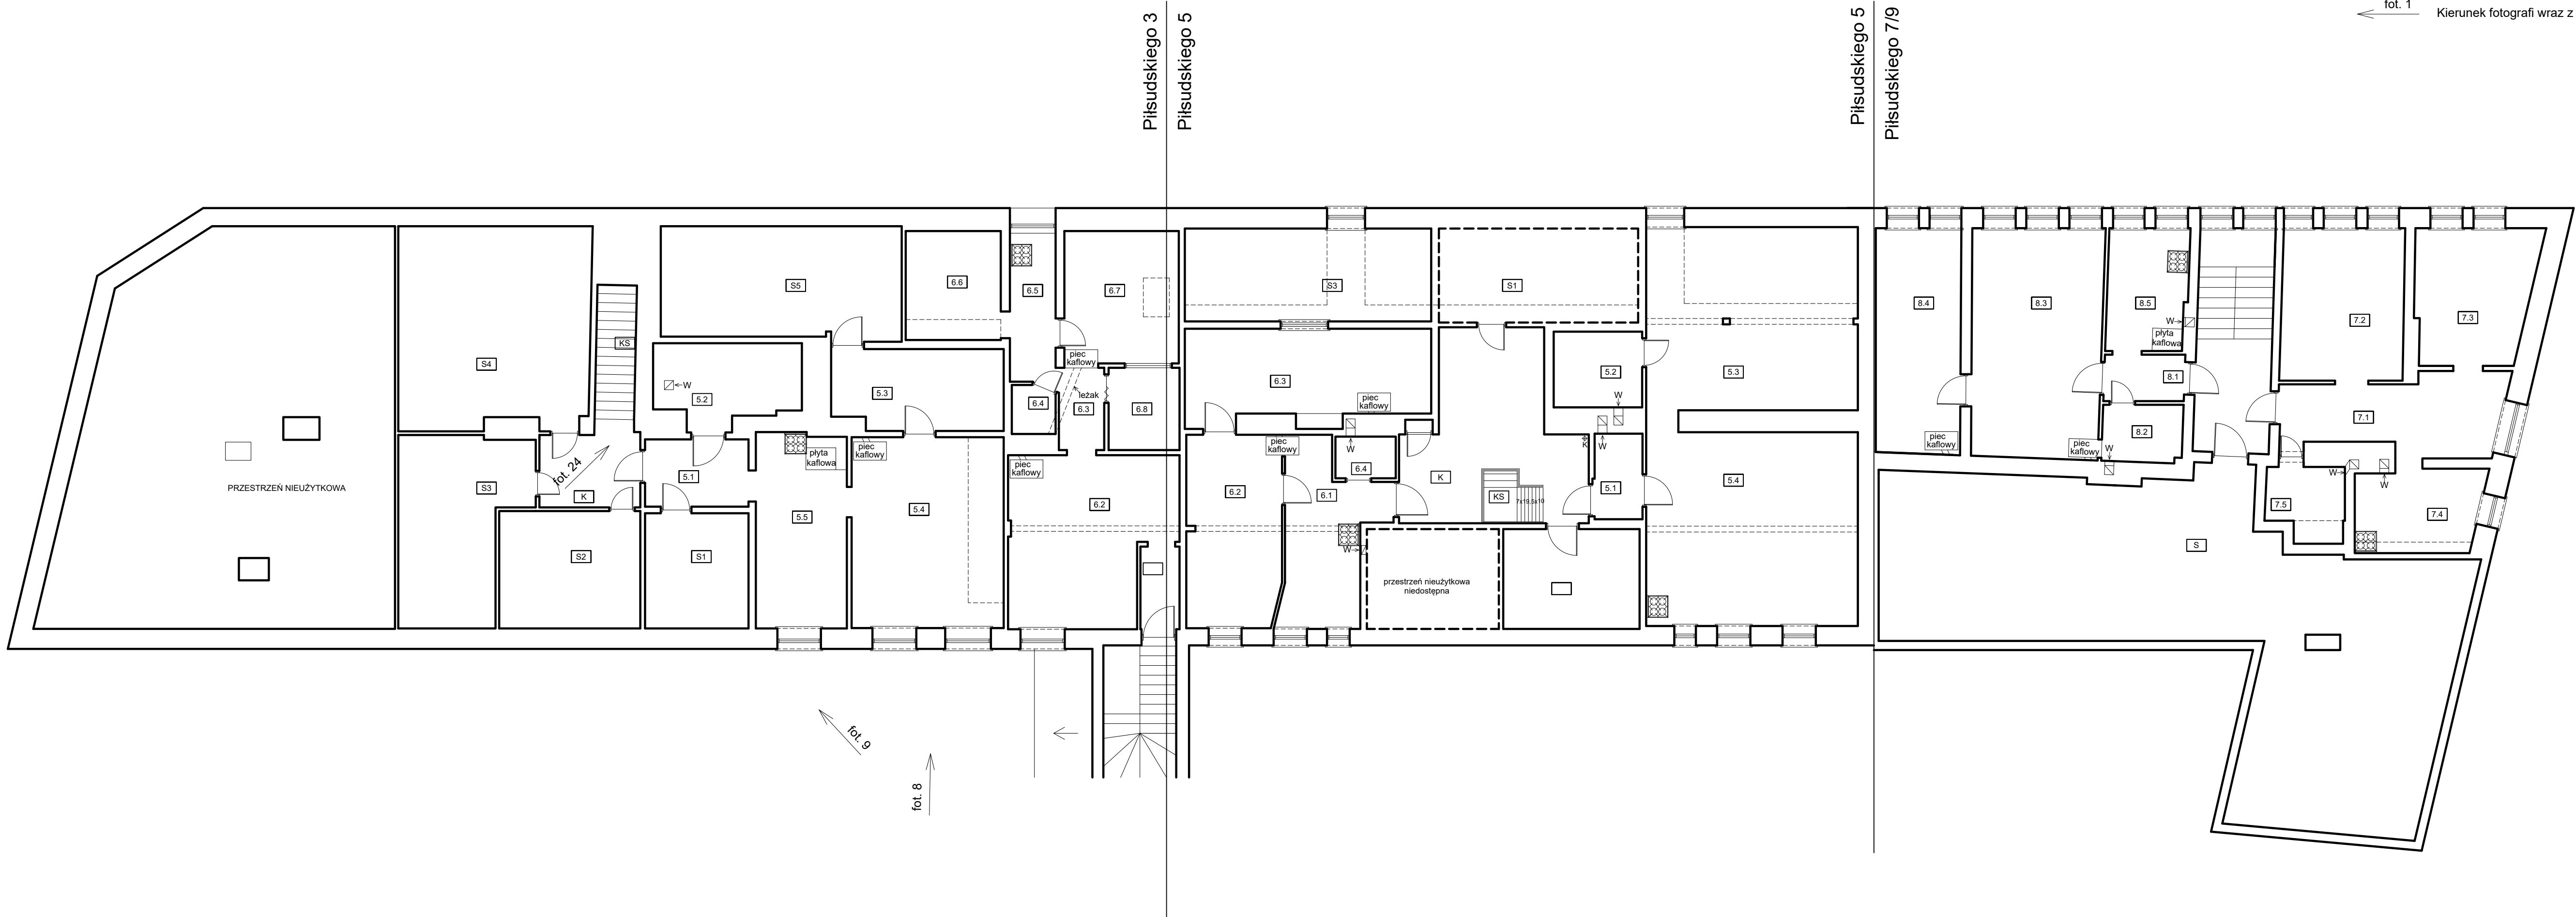 Piłsudskiego 3
Piłsudskiego 5
Piłsudskiego 5
Piłsudskiego 7/9
fot. 1
Kierunek fotografi wraz z
PRZESTRZEŃ NIEUŻYTKOWA
S4
S3
KS
fot. 24
K
S2
S1
5.1
5.2
W
S5
5.3
płyta
kaflowa
5.5
piec
kaflowy
5.4
6.6
6.5
6.7
piec
kaflowy
leżak
6.4
6.3
6.8
piec
kaflowy
6.2
fot. 9
fot. 8
S3
S1
6.3
piec
kaflowy
W
piec
kaflowy
6.4
6.2
6.1
W
K
KS
7x19,5x10
przestrzeń nieużytkowa
niedostępna
5.2
W
K
W
5.1
5.3
5.4
8.4
piec
kaflowy
8.3
piec
kaflowy
8.5
W
płyta
kaflowa
8.1
8.2
W
S
7.2
7.3
7.1
W
W
7.5
7.4